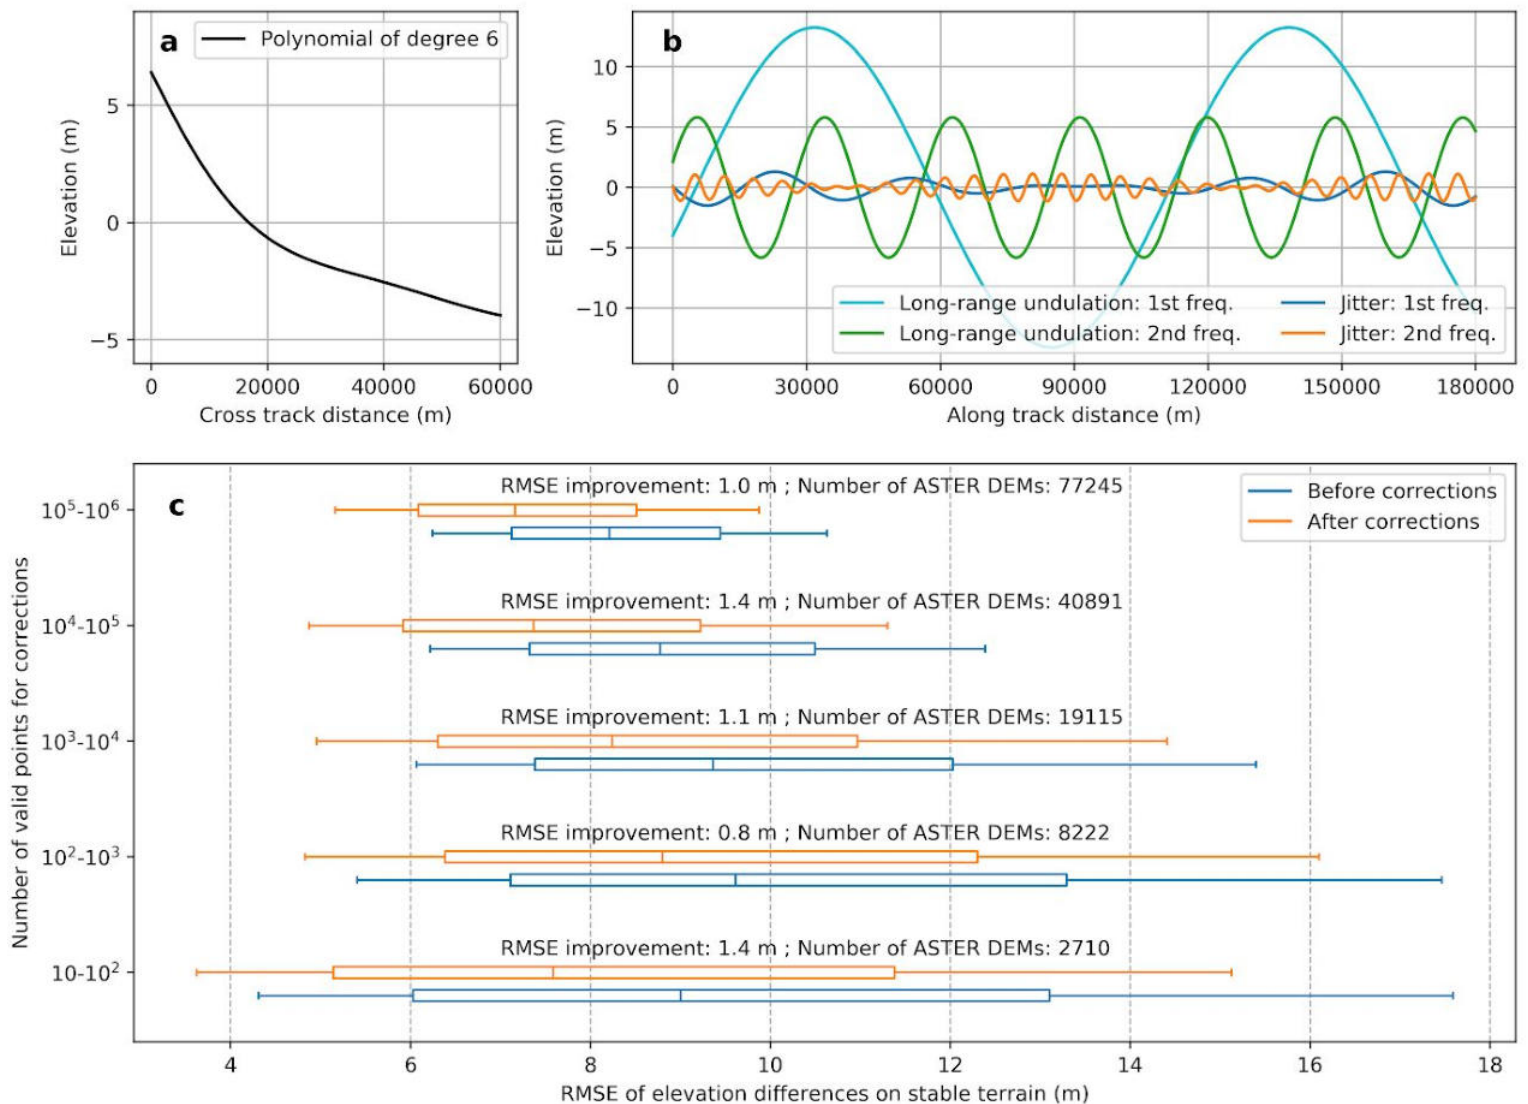 a
Polynomial of degree 6
Elevation (m)
5
0
−5
0 20000 40000 60000
Cross track distance (m)
b
Elevation (m)
10
5
0
−5
−10
Long-range undulation: 1st freq.
Long-range undulation: 2nd freq.
Jitter: 1st freq.
Jitter: 2nd freq.
0 30000 60000 90000 120000 150000 180000
Along track distance (m)
c
Before corrections
After corrections
Number of valid points for corrections
10⁵-10⁶
RMSE improvement: 1.0 m ; Number of ASTER DEMs: 77245
10⁴-10⁵
RMSE improvement: 1.4 m ; Number of ASTER DEMs: 40891
10³-10⁴
RMSE improvement: 1.1 m ; Number of ASTER DEMs: 19115
10²-10³
RMSE improvement: 0.8 m ; Number of ASTER DEMs: 8222
10-10²
RMSE improvement: 1.4 m ; Number of ASTER DEMs: 2710
4 6 8 10 12 14 16 18
RMSE of elevation differences on stable terrain (m)